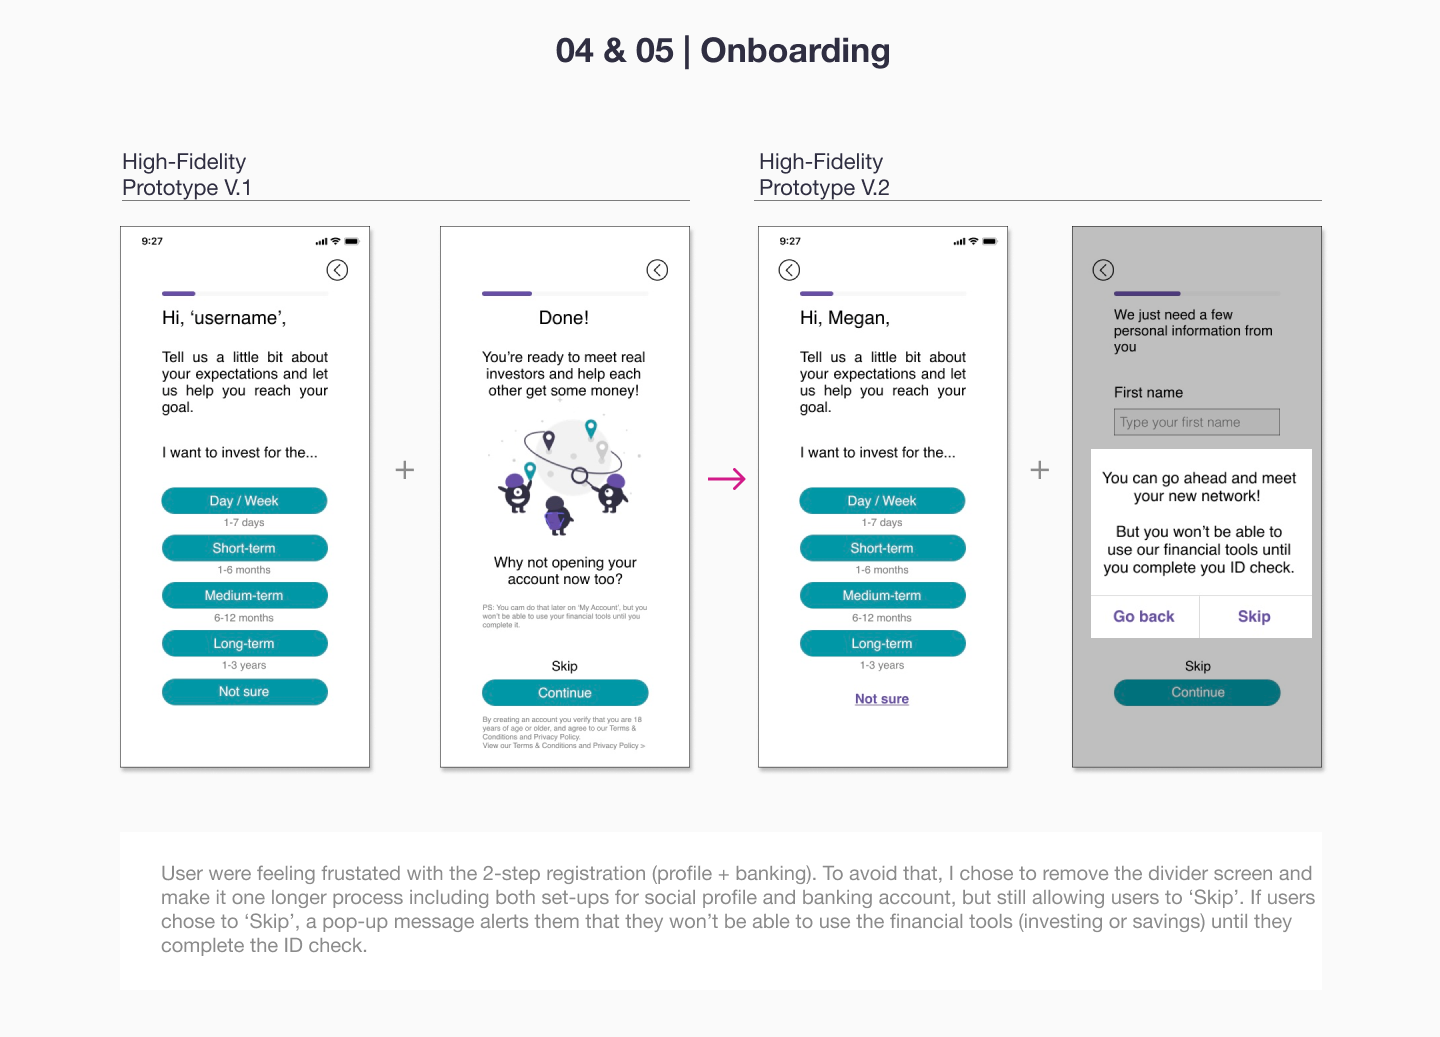 04 & 05 | Onboarding
High-Fidelity
Prototype V.1
High-Fidelity
Prototype V.2
9:27
Hi, ‘username’,
Tell us a little bit about
your expectations and let
us help you reach your
goal.
I want to invest for the...
Day / Week
1-7 days
Short-term
1-6 months
Medium-term
6-12 months
Long-term
1-3 years
Not sure
+
Done!
You’re ready to meet real
investors and help each
other get some money!
Why not opening your
account now too?
PS: You cam do that later on ‘My Account’, but you
won’t be able to use your financial tools until you
complete it.
Skip
Continue
By creating an account you verify that you are 18
years of age or older, and agree to our Terms &
Conditions and Privacy Policy.
View our Terms & Conditions and Privacy Policy >
9:27
Hi, Megan,
Tell us a little bit about
your expectations and let
us help you reach your
goal.
I want to invest for the...
Day / Week
1-7 days
Short-term
1-6 months
Medium-term
6-12 months
Long-term
1-3 years
Not sure
+
We just need a few
personal information from
you
First name
Type your first name
You can go ahead and meet
your new network!
But you won’t be able to
use our financial tools until
you complete you ID check.
Go back
Skip
Skip
Continue
User were feeling frustated with the 2-step registration (profile + banking). To avoid that, I chose to remove the divider screen and
make it one longer process including both set-ups for social profile and banking account, but still allowing users to ‘Skip’. If users
chose to ‘Skip’, a pop-up message alerts them that they won’t be able to use the financial tools (investing or savings) until they
complete the ID check.